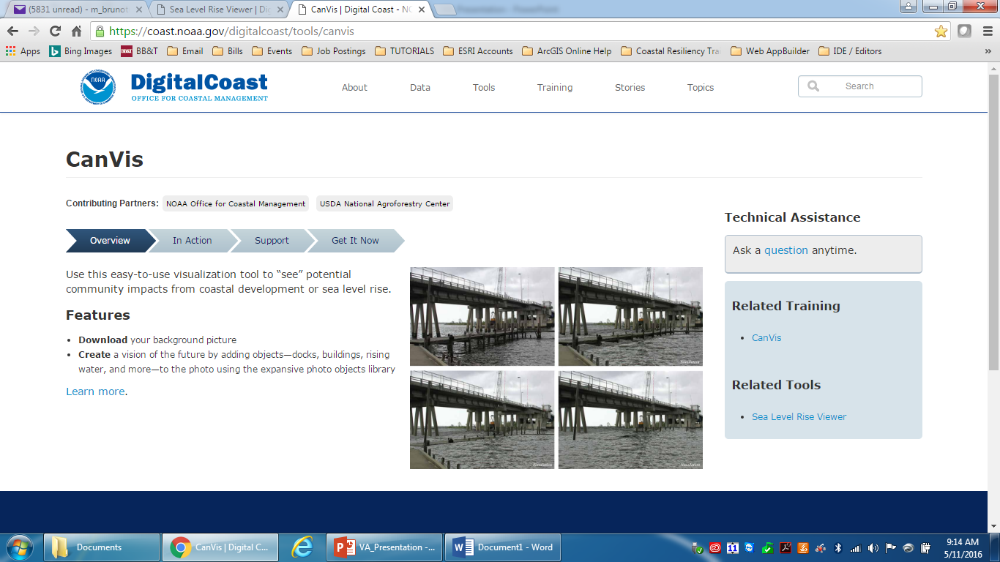 (5831 unread) - m_brunot
Sea Level Rise Viewer | Dig
CanVis | Digital Coast - NO
https://coast.noaa.gov/digitalcoast/tools/canvis
Apps
Bing Images
BB&T
Email
Bills
Events
Job Postings
TUTORIALS
ESRI Accounts
ArcGIS Online Help
Coastal Resiliency Tra
Web AppBuilder
IDE / Editors
»
NOAA
DigitalCoast
OFFICE FOR COASTAL MANAGEMENT
About
Data
Tools
Training
Stories
Topics
Search
CanVis
Contributing Partners: NOAA Office for Coastal Management USDA National Agroforestry Center
Overview
In Action
Support
Get It Now
Use this easy-to-use visualization tool to “see” potential
community impacts from coastal development or sea level rise.
Features
• Download your background picture
• Create a vision of the future by adding objects—docks, buildings, rising
water, and more—to the photo using the expansive photo objects library
Learn more.
Simulation
Simulation
Simulation
Technical Assistance
Ask a question anytime.
Related Training
• CanVis
Related Tools
• Sea Level Rise Viewer
Documents
CanVis | Digital C...
VA_Presentation -...
Document1 - Word
11
9:14 AM
5/11/2016